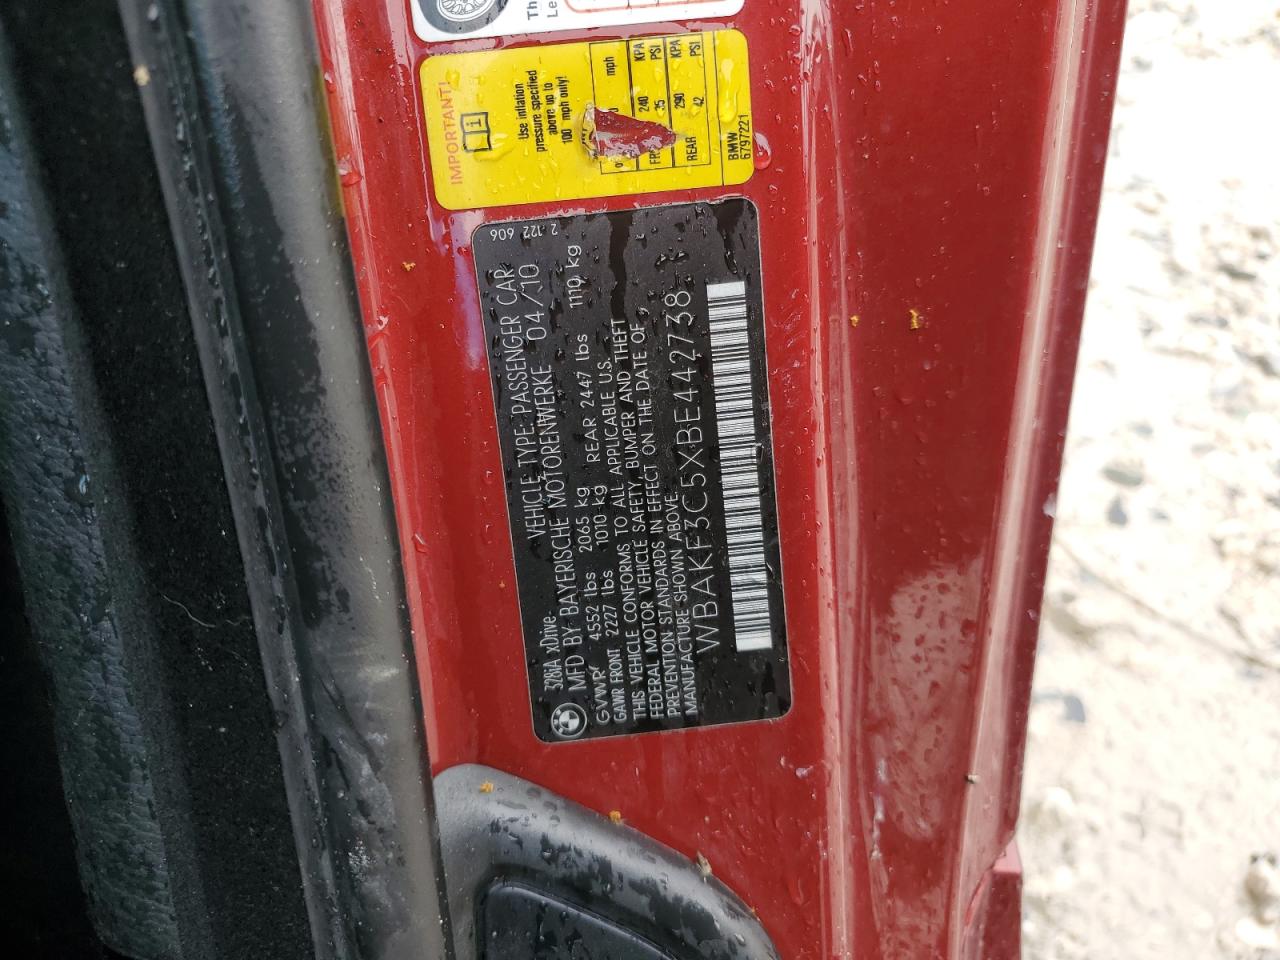 Th
Le
IMPORTANT!
Use inflation
pressure specified
above up to
100 mph only!
mph
KPA PSI KPA PSI
240 35
290 42
REAR
BMW
6797221
2 122 606
328iA xDrive VEHICLE TYPE: PASSENGER CAR
MFD BY BAYERISCHE MOTORENWERKE 04/10
GVWR 4552 lbs 2065 kg
GAWR FRONT 2227 lbs 1010 kg REAR 2447 lbs 1110 kg
THIS VEHICLE CONFORMS TO ALL APPLICABLE U.S.
FEDERAL MOTOR VEHICLE SAFETY, BUMPER AND THEFT
PREVENTION STANDARDS IN EFFECT ON THE DATE OF
MANUFACTURE SHOWN ABOVE.
WBAKF3C5XBE442738